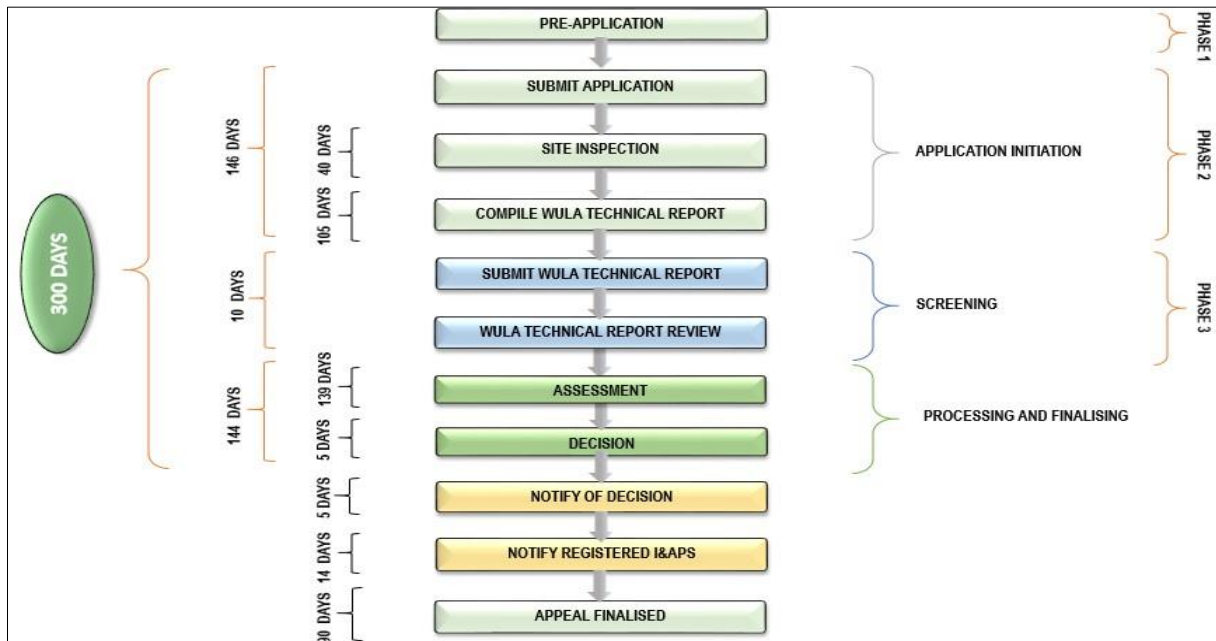 PRE-APPLICATION
PHASE 1
SUBMIT APPLICATION
146 DAYS
SITE INSPECTION
40 DAYS
APPLICATION INITIATION
PHASE 2
COMPILE WULA TECHNICAL REPORT
105 DAYS
300 DAYS
SUBMIT WULA TECHNICAL REPORT
10 DAYS
SCREENING
PHASE 3
WULA TECHNICAL REPORT REVIEW
ASSESSMENT
139 DAYS
144 DAYS
PROCESSING AND FINALISING
DECISION
5 DAYS
NOTIFY OF DECISION
5 DAYS
NOTIFY REGISTERED I&APS
14 DAYS
APPEAL FINALISED
90 DAYS